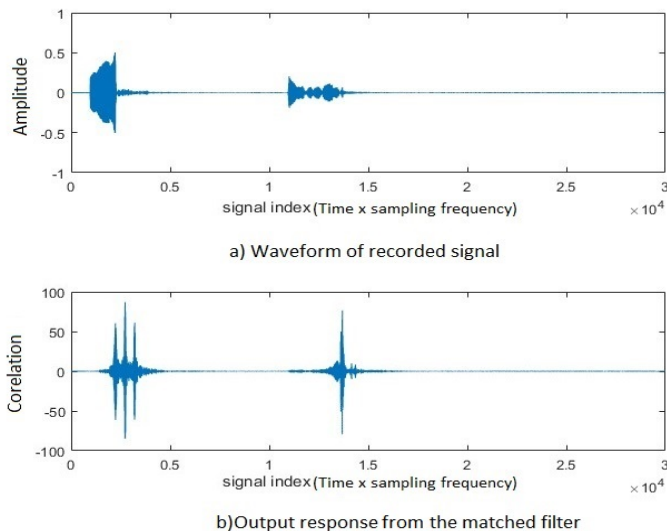 1
0.5
0
-0.5
-1
Amplitude
0 0.5 1 1.5 2 2.5 3
signal index(Time x sampling frequency)
×10⁴
a) Waveform of recorded signal
100
50
0
-50
-100
Corelation
0 0.5 1 1.5 2 2.5 3
signal index(Time x sampling frequency)
×10⁴
b)Output response from the matched filter